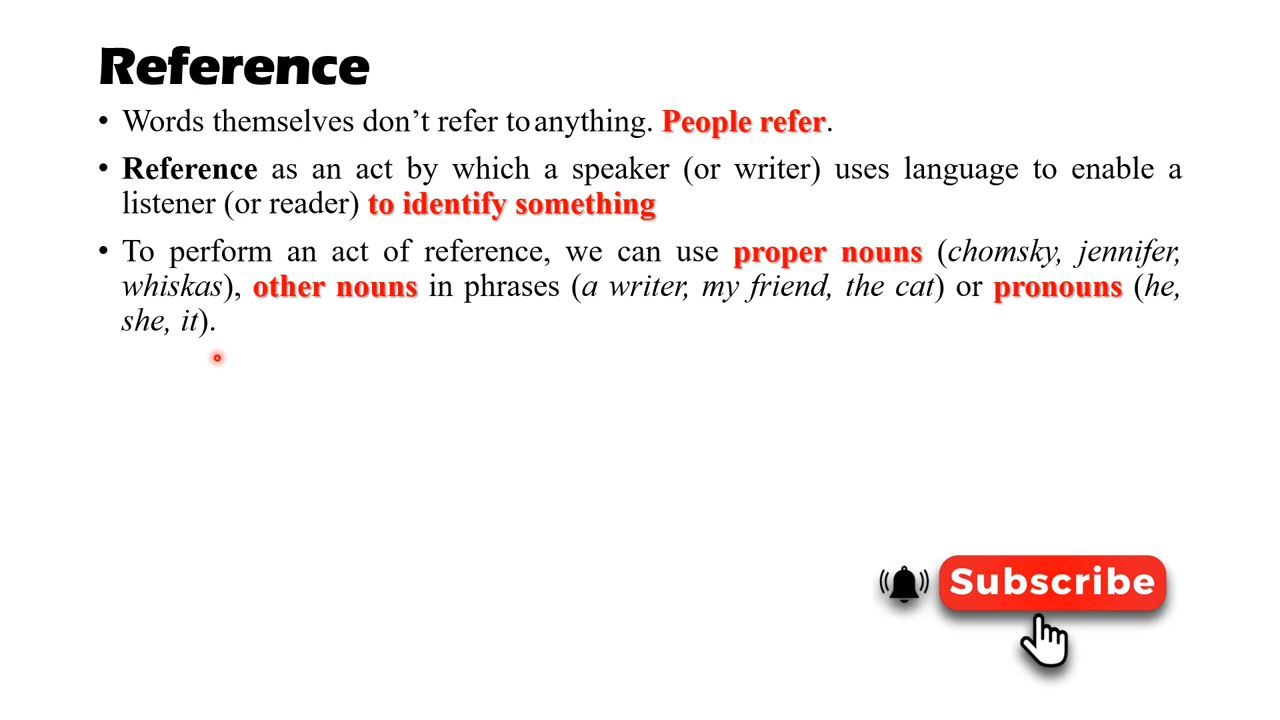 Reference
• Words themselves don’t refer to anything. People refer.
• Reference as an act by which a speaker (or writer) uses language to enable a
listener (or reader) to identify something
• To perform an act of reference, we can use proper nouns (chomsky, jennifer,
whiskas), other nouns in phrases (a writer, my friend, the cat) or pronouns (he,
she, it).
Subscribe